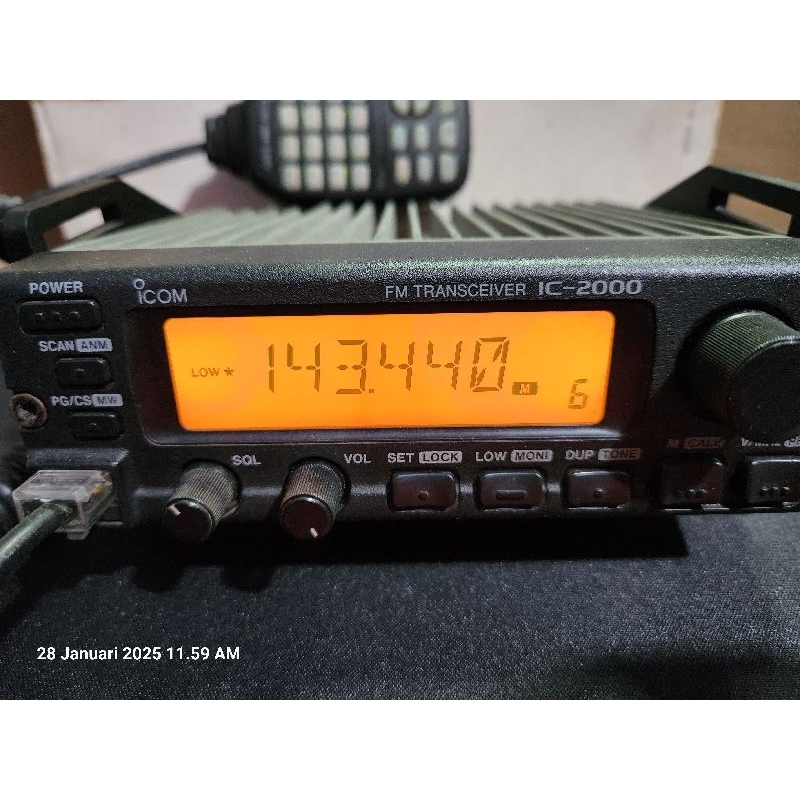 POWER
ICOM
FM TRANSCEIVER IC-2000
SCAN ANM
LOW * 143.440 M 6
PG/CS MW
SQL
VOL
SET LOCK
LOW MONI
DUP TONE
M CALL
28 Januari 2025 11.59 AM